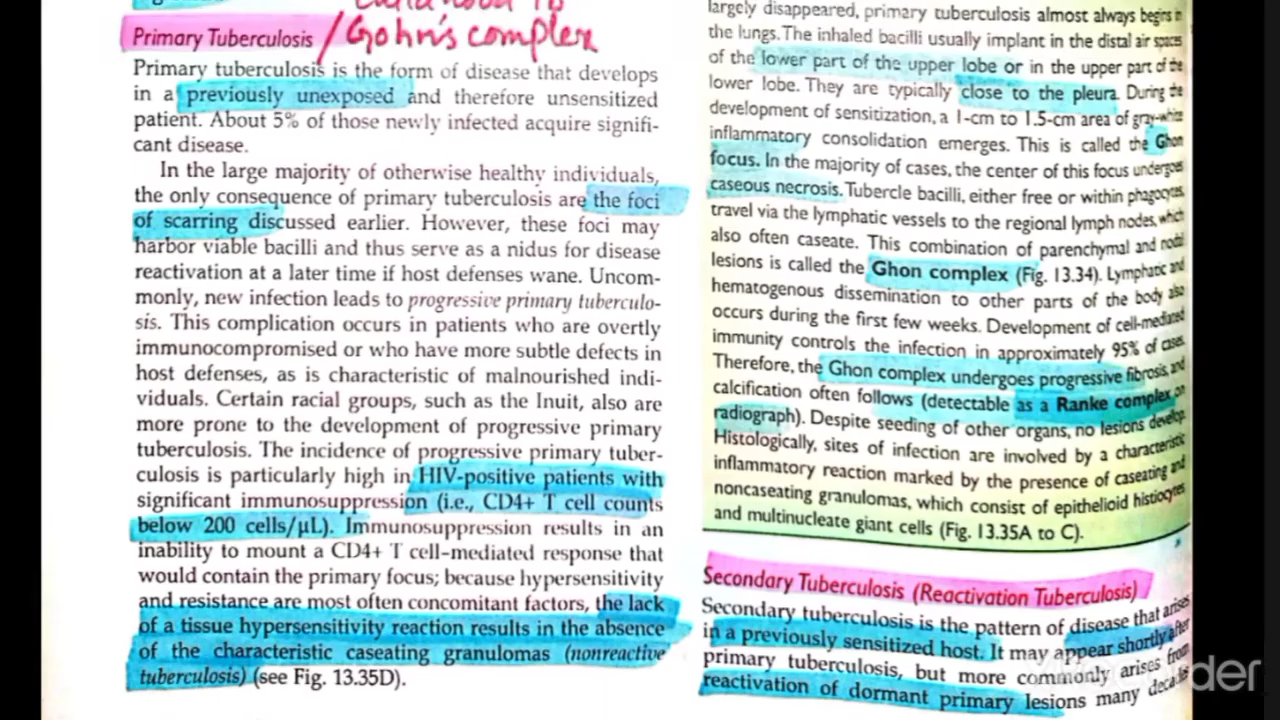 Primary Tuberculosis / Gohn's complex
Primary tuberculosis is the form of disease that develops
in a previously unexposed and therefore unsensitized
patient. About 5% of those newly infected acquire signifi-
cant disease.
In the large majority of otherwise healthy individuals,
the only consequence of primary tuberculosis are the foci
of scarring discussed earlier. However, these foci may
harbor viable bacilli and thus serve as a nidus for disease
reactivation at a later time if host defenses wane. Uncom-
monly, new infection leads to progressive primary tuberculo-
sis. This complication occurs in patients who are overtly
immunocompromised or who have more subtle defects in
host defenses, as is characteristic of malnourished indi-
viduals. Certain racial groups, such as the Inuit, also are
more prone to the development of progressive primary
tuberculosis. The incidence of progressive primary tuber-
culosis is particularly high in HIV-positive patients with
significant immunosuppression (i.e., CD4+ T cell counts
below 200 cells/μL). Immunosuppression results in an
inability to mount a CD4+ T cell-mediated response that
would contain the primary focus; because hypersensitivity
and resistance are most often concomitant factors, the lack
of a tissue hypersensitivity reaction results in the absence
of the characteristic caseating granulomas (nonreactive
tuberculosis) (see Fig. 13.35D).
largely disappeared, primary tuberculosis almost always begins in
the lungs. The inhaled bacilli usually implant in the distal air spaces
of the lower part of the upper lobe or in the upper part of the
lower lobe. They are typically close to the pleura. During the
development of sensitization, a 1-cm to 1.5-cm area of gray-white
inflammatory consolidation emerges. This is called the Ghon
focus. In the majority of cases, the center of this focus undergoes
caseous necrosis. Tubercle bacilli, either free or within phagocytes,
travel via the lymphatic vessels to the regional lymph nodes, which
also often caseate. This combination of parenchymal and nodal
lesions is called the Ghon complex (Fig. 13.34). Lymphatic and
hematogenous dissemination to other parts of the body also
occurs during the first few weeks. Development of cell-mediated
immunity controls the infection in approximately 95% of cases.
Therefore, the Ghon complex undergoes progressive fibrosis, and
calcification often follows (detectable as a Ranke complex on
radiograph). Despite seeding of other organs, no lesions develop.
Histologically, sites of infection are involved by a characteristic
inflammatory reaction marked by the presence of caseating and
noncaseating granulomas, which consist of epithelioid histiocytes
and multinucleate giant cells (Fig. 13.35A to C).
Secondary Tuberculosis (Reactivation Tuberculosis)
Secondary tuberculosis is the pattern of disease that arises
in a previously sensitized host. It may appear shortly after
primary tuberculosis, but more commonly arises from
reactivation of dormant primary lesions many decades